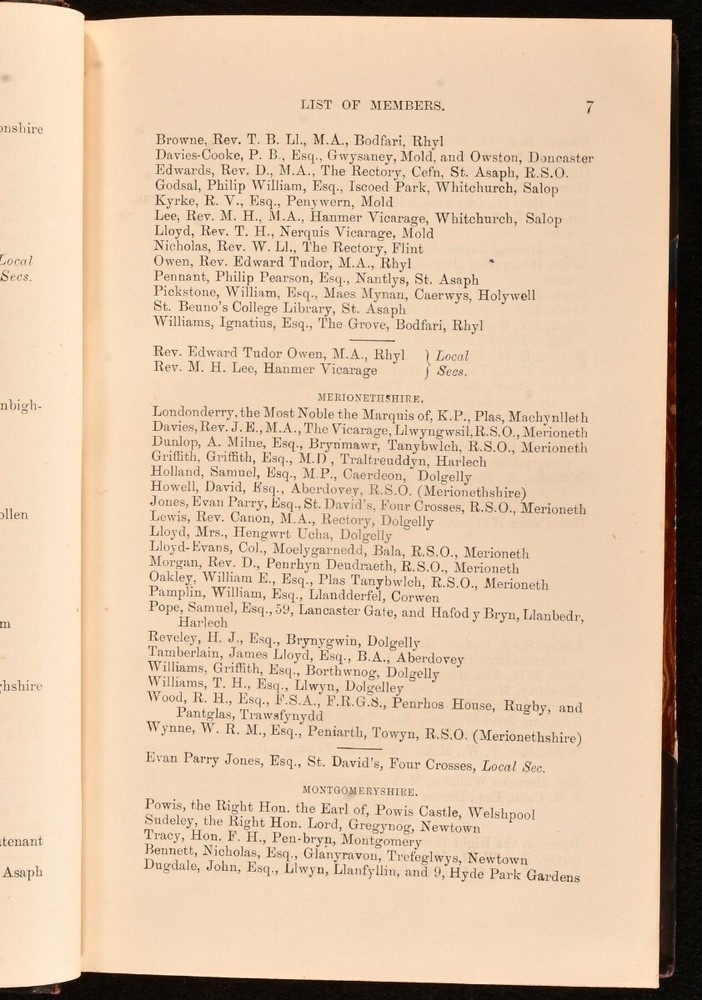 onshire
Local
Secs.
nbigh-
ollen
m
hshire
tenant
Asaph
LIST OF MEMBERS. 7
Browne, Rev. T. B. Ll., M.A., Bodfari, Rhyl
Davies-Cooke, P. B., Esq., Gwysaney, Mold, and Owston, Doncaster
Edwards, Rev. D., M.A., The Rectory, Cefn, St. Asaph, R.S.O.
Godsal, Philip William, Esq., Iscoed Park, Whitchurch, Salop
Kyrke, R. V., Esq., Penywern, Mold
Lee, Rev. M. H., M.A., Hanmer Vicarage, Whitchurch, Salop
Lloyd, Rev. T. H., Nerquis Vicarage, Mold
Nicholas, Rev. W. Ll., The Rectory, Flint
Owen, Rev. Edward Tudor, M.A., Rhyl
Pennant, Philip Pearson, Esq., Nantlys, St. Asaph
Pickstone, William, Esq., Maes Mynan, Caerwys, Holywell
St. Beuno's College Library, St. Asaph
Williams, Ignatius, Esq., The Grove, Bodfari, Rhyl
Rev. Edward Tudor Owen, M.A., Rhyl } Local
Rev. M. H. Lee, Hanmer Vicarage } Secs.
MERIONETHSHIRE.
Londonderry, the Most Noble the Marquis of, K.P., Plas, Machynlleth
Davies, Rev. J. E., M.A., The Vicarage, Llwyngwsil, R.S.O., Merioneth
Dunlop, A. Milne, Esq., Brynmawr, Tanybwlch, R.S.O., Merioneth
Griffith, Griffith, Esq., M.D, Traltreuddyn, Harlech
Holland, Samuel, Esq., M.P., Caerdeon, Dolgelly
Howell, David, Esq., Aberdovey, R.S.O. (Merionethshire)
Jones, Evan Parry, Esq., St. David's, Four Crosses, R.S.O., Merioneth
Lewis, Rev. Canon, M.A., Rectory, Dolgelly
Lloyd, Mrs., Hengwrt Ucha, Dolgelly
Lloyd-Evans, Col., Moelygarnedd, Bala, R.S.O., Merioneth
Morgan, Rev. D., Penrhyn Deudraeth, R.S.O., Merioneth
Oakley, William E., Esq., Plas Tanybwlch, R.S.O., Merioneth
Pamplin, William, Esq., Llandderfel, Corwen
Pope, Samuel, Esq., 59, Lancaster Gate, and Hafod y Bryn, Llanbedr,
Harlech
Reveley, H. J., Esq., Brynygwin, Dolgelly
Tamberlain, James Lloyd, Esq., B.A., Aberdovey
Williams, Griffith, Esq., Borthwnog, Dolgelly
Williams, T. H., Esq., Llwyn, Dolgelley
Wood, R. H., Esq., F.S.A., F.R.G.S., Penrhos House, Rugby, and
Pantglas, Trawsfynydd
Wynne, W. R. M., Esq., Peniarth, Towyn, R.S.O. (Merionethshire)
Evan Parry Jones, Esq., St. David's, Four Crosses, Local Sec.
MONTGOMERYSHIRE.
Powis, the Right Hon. the Earl of, Powis Castle, Welshpool
Sudeley, the Right Hon. Lord, Gregynog, Newtown
Tracy, Hon. F. H., Pen-bryn, Montgomery
Bennett, Nicholas, Esq., Glanyravon, Trefeglwys, Newtown
Dugdale, John, Esq., Llwyn, Llanfyllin, and 9, Hyde Park Gardens